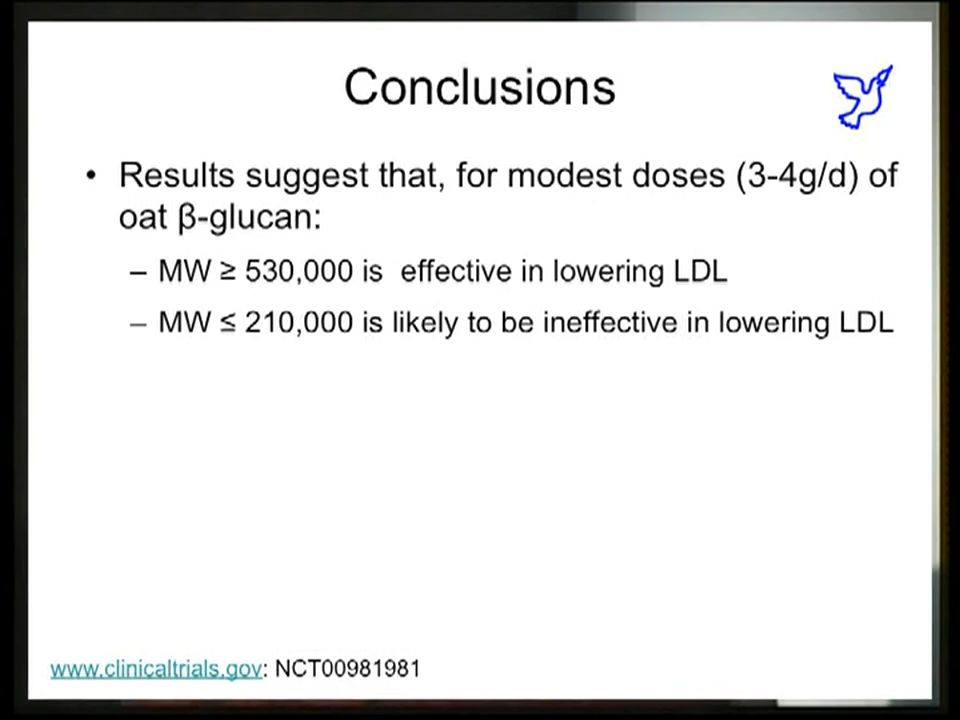 Conclusions
• Results suggest that, for modest doses (3-4g/d) of
oat β-glucan:
– MW ≥ 530,000 is  effective in lowering LDL
– MW ≤ 210,000 is likely to be ineffective in lowering LDL
www.clinicaltrials.gov: NCT00981981